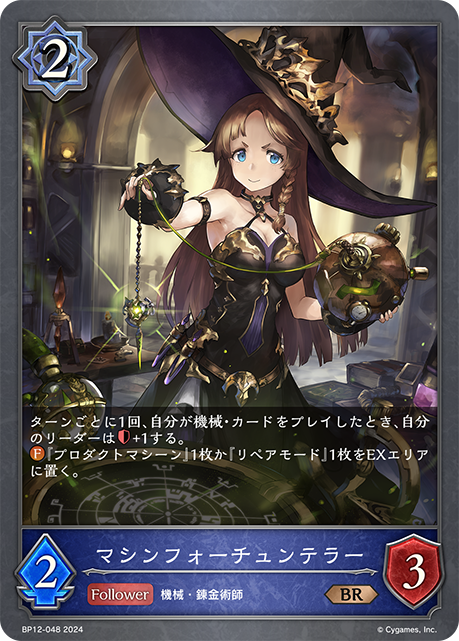 2
ターンごとに1回、自分が機械・カードをプレイしたとき、自分
のリーダーは+1する。
F『プロダクトマシーン』1枚か『リペアモード』1枚をEXエリア
に置く。
マシンフォーチュンテラー
2
Follower 機械・錬金術師 BR
3
BP12-048 2024
© Cygames, Inc.